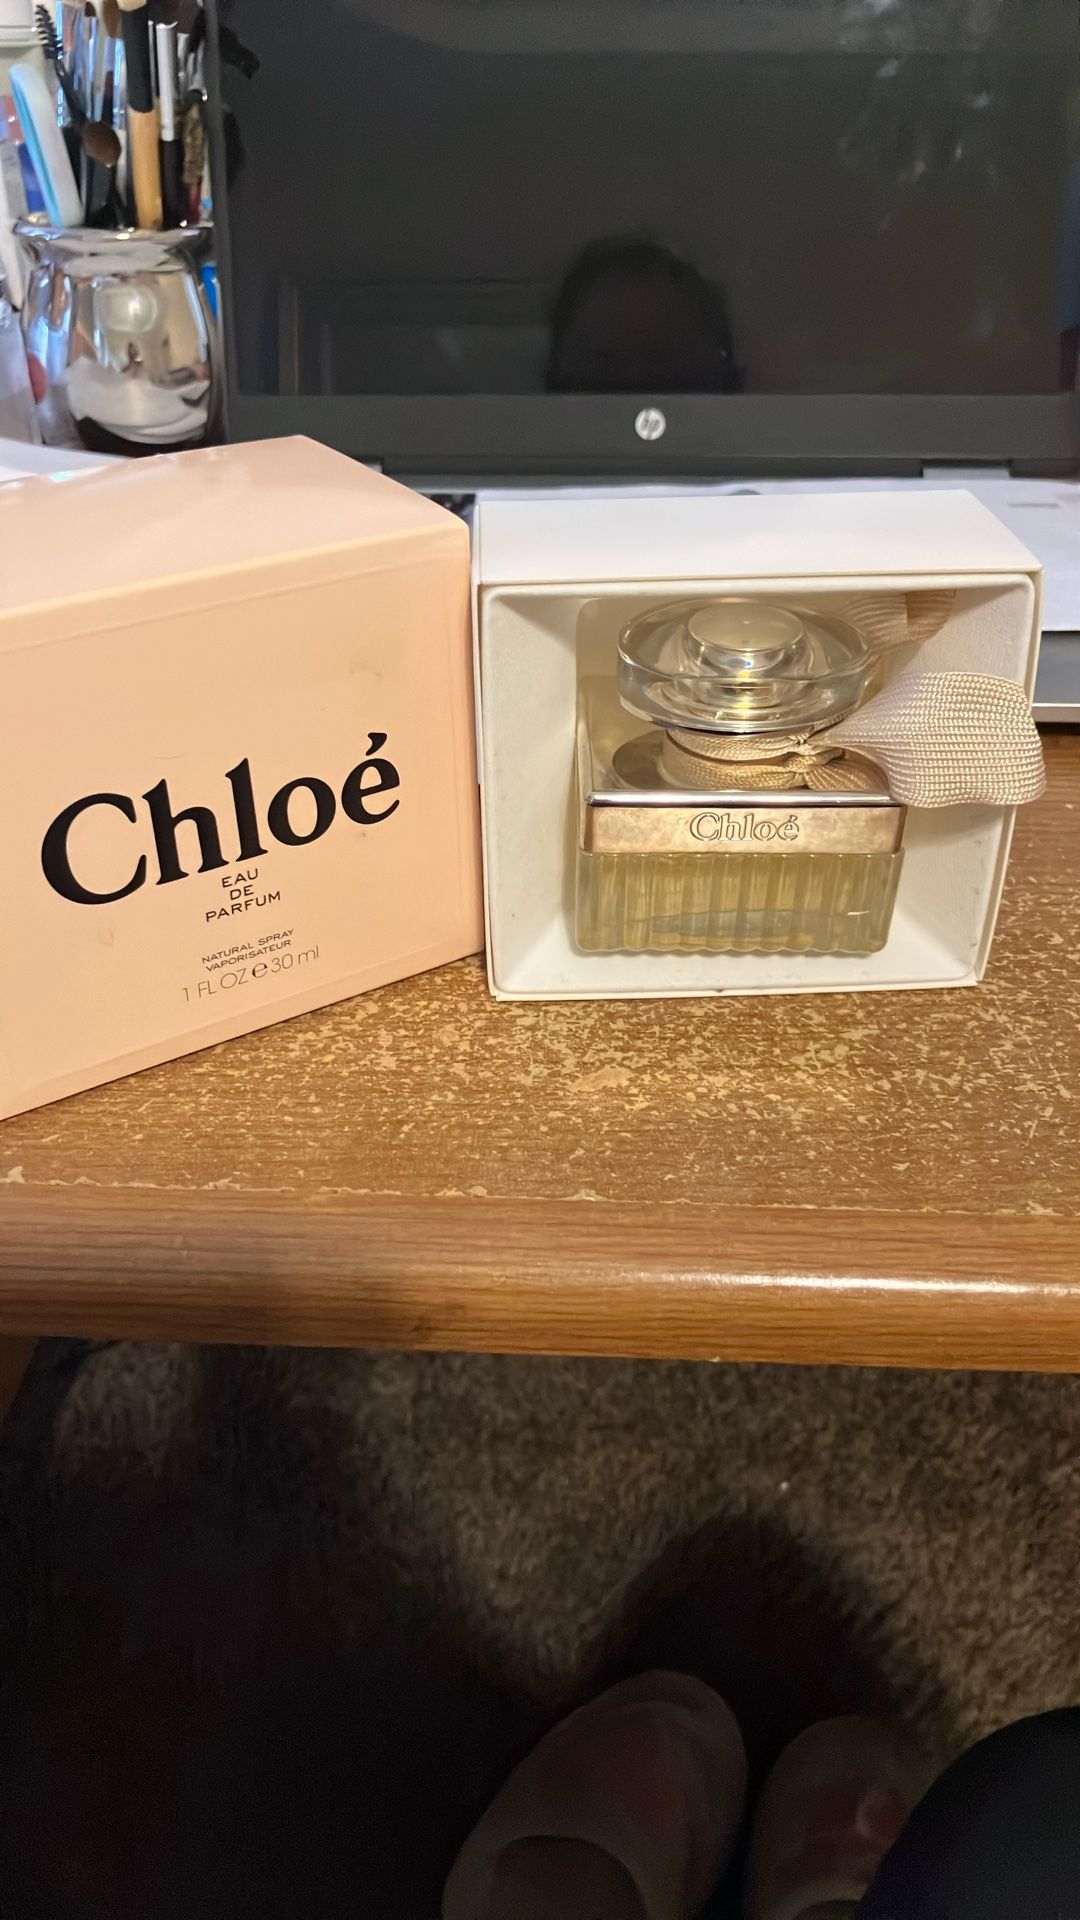 hp
Chloé
EAU
DE
PARFUM
NATURAL SPRAY
VAPORISATEUR
1 FL OZ e 30 ml
Chloé